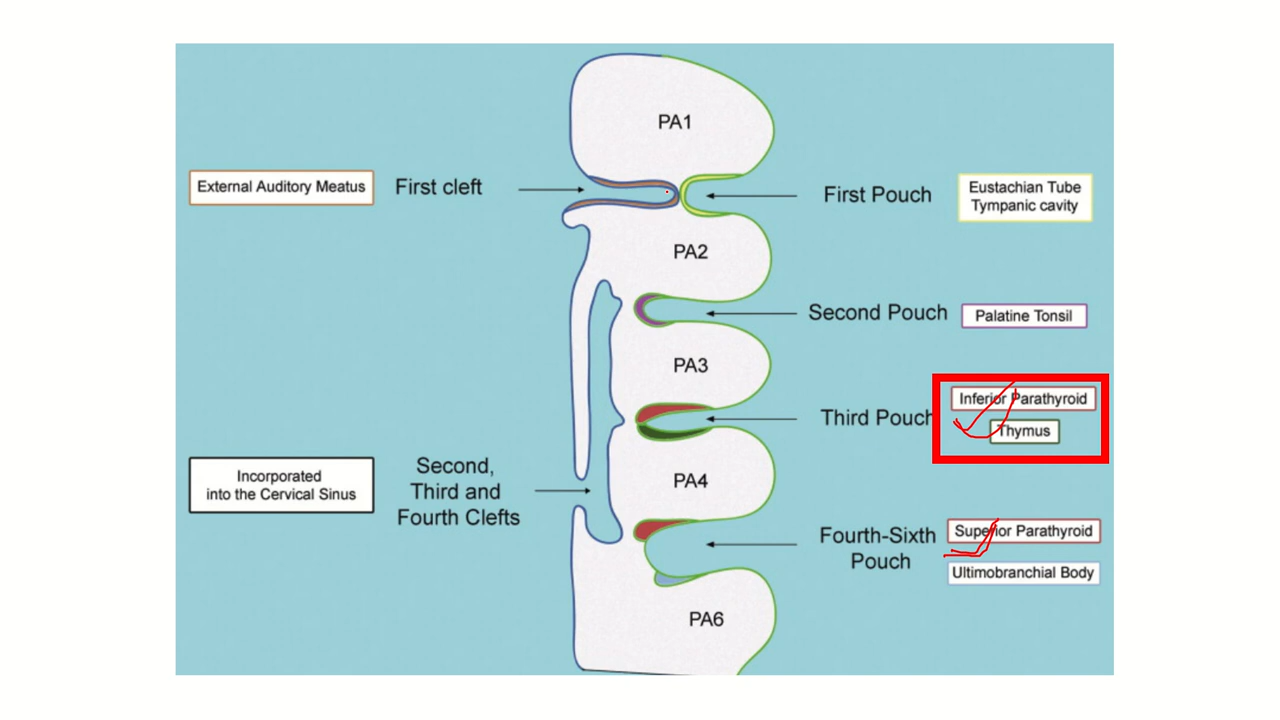 PA1
External Auditory Meatus
First cleft
First Pouch
Eustachian Tube
Tympanic cavity
PA2
Second Pouch
Palatine Tonsil
PA3
Third Pouch
Inferior Parathyroid
Thymus
Incorporated
into the Cervical Sinus
Second,
Third and
Fourth Clefts
PA4
Fourth-Sixth
Pouch
Superior Parathyroid
Ultimobranchial Body
PA6